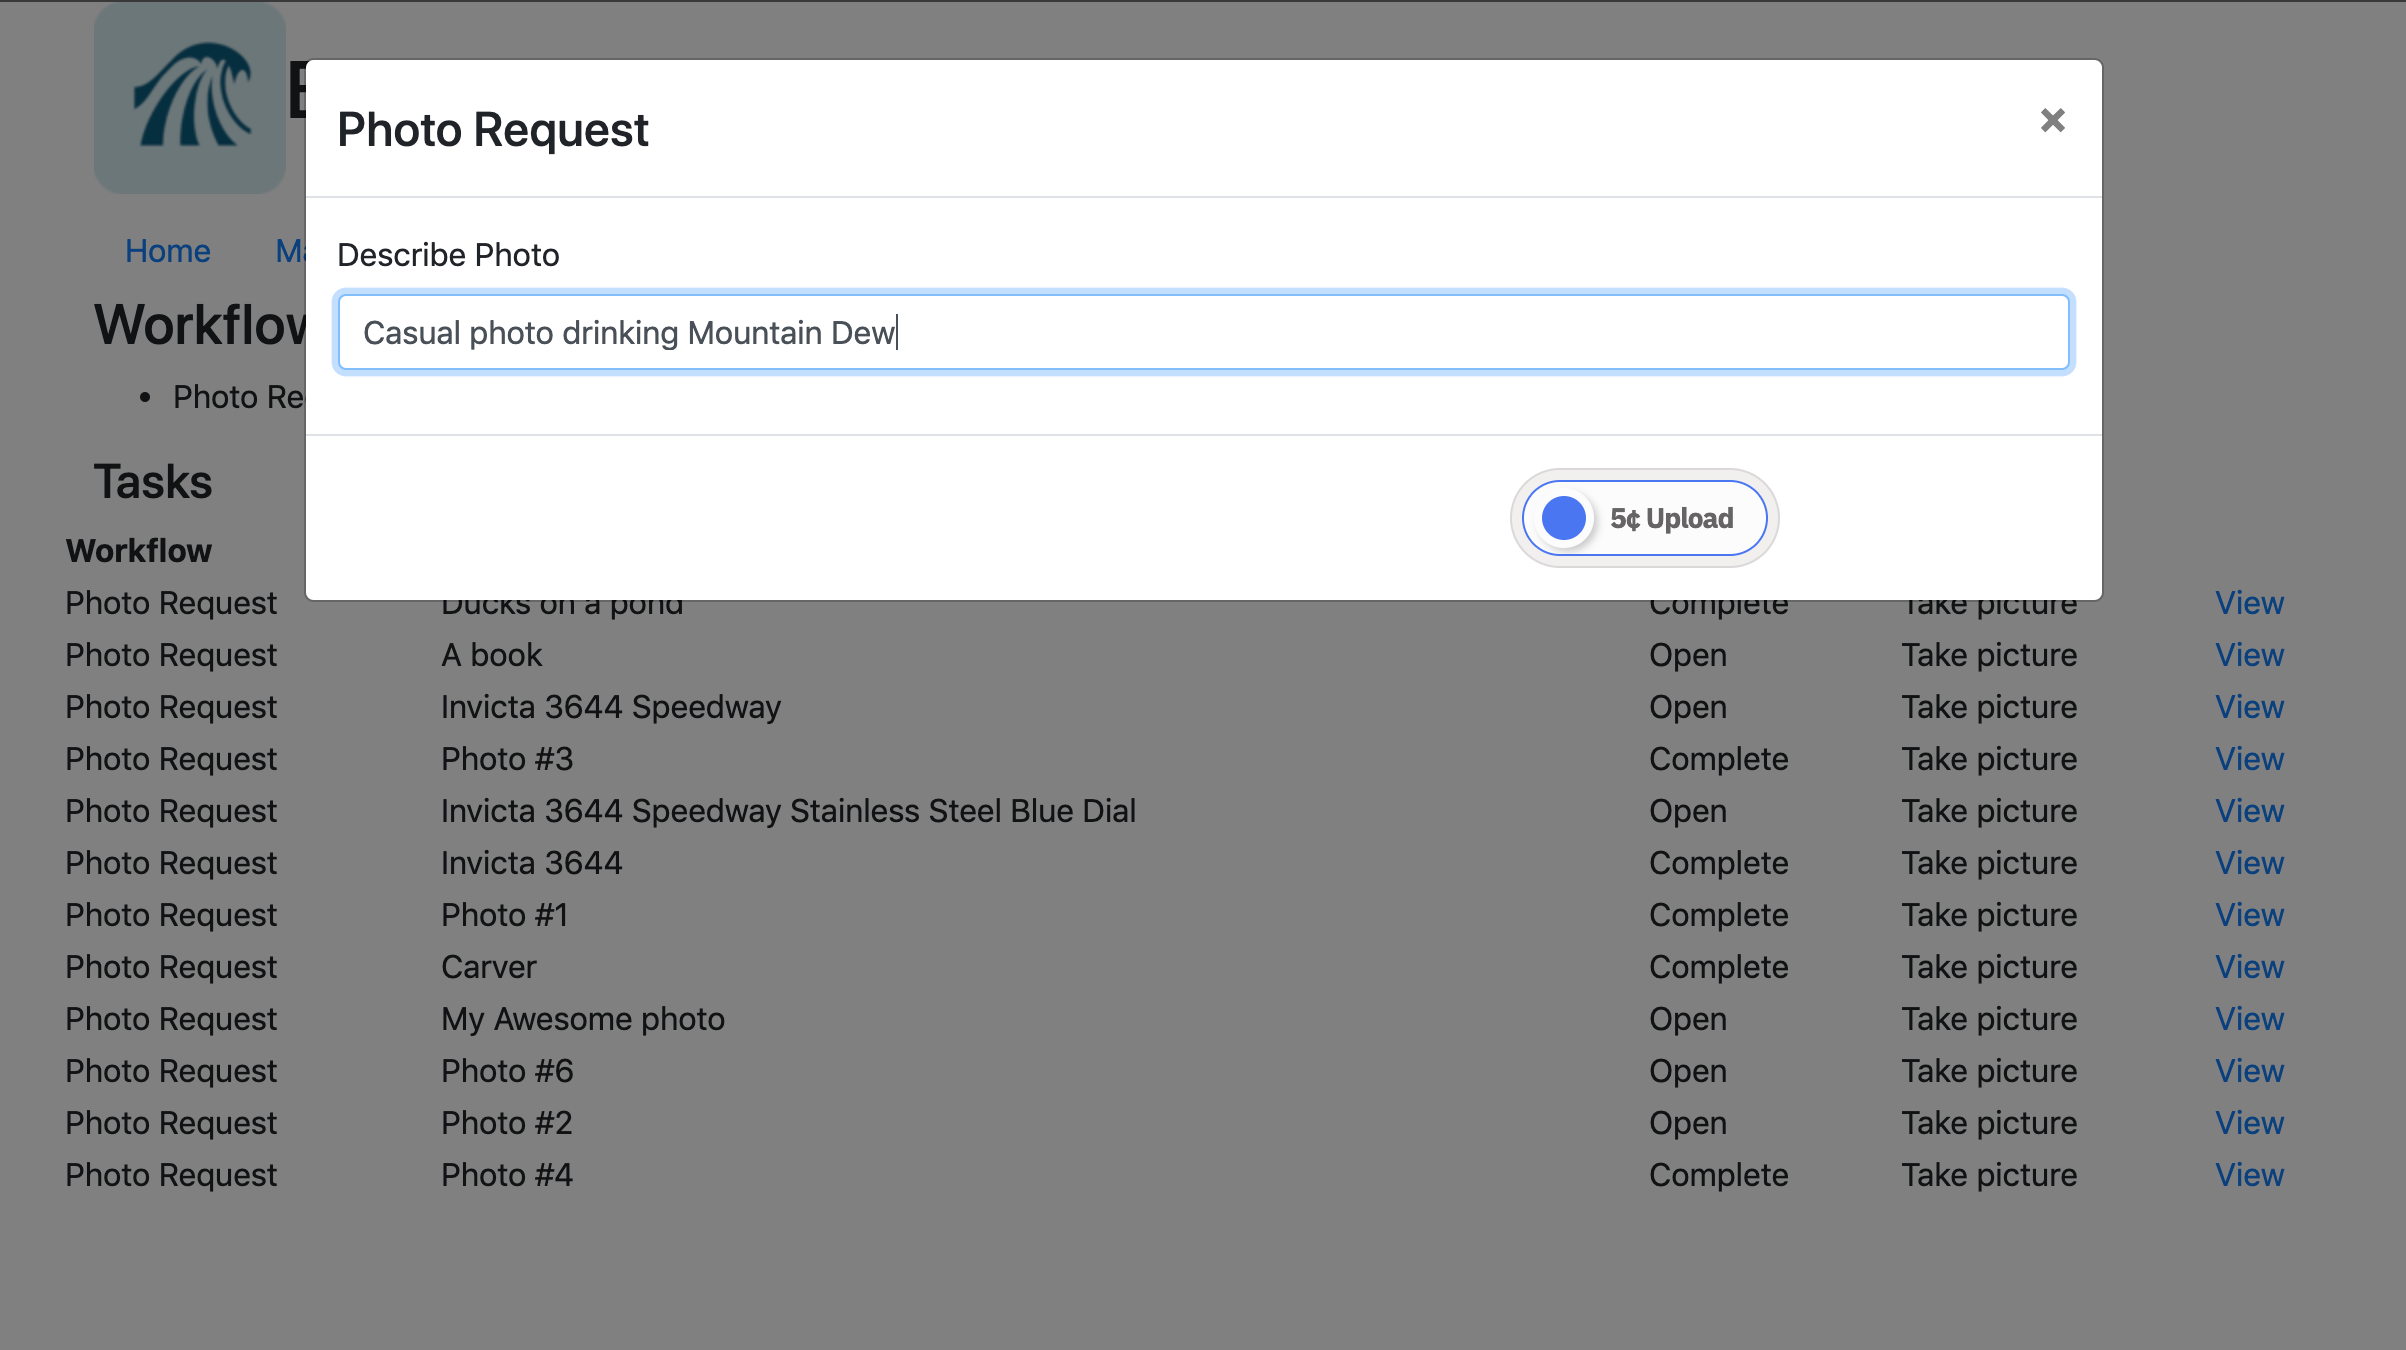 Photo Request ×
Describe Photo
Casual photo drinking Mountain Dew
5¢ Upload
Home
Workflow
Photo Re
Tasks
Workflow
Photo Request Ducks on a pond Complete Take picture View
Photo Request A book Open Take picture View
Photo Request Invicta 3644 Speedway Open Take picture View
Photo Request Photo #3 Complete Take picture View
Photo Request Invicta 3644 Speedway Stainless Steel Blue Dial Open Take picture View
Photo Request Invicta 3644 Complete Take picture View
Photo Request Photo #1 Complete Take picture View
Photo Request Carver Complete Take picture View
Photo Request My Awesome photo Open Take picture View
Photo Request Photo #6 Open Take picture View
Photo Request Photo #2 Open Take picture View
Photo Request Photo #4 Complete Take picture View